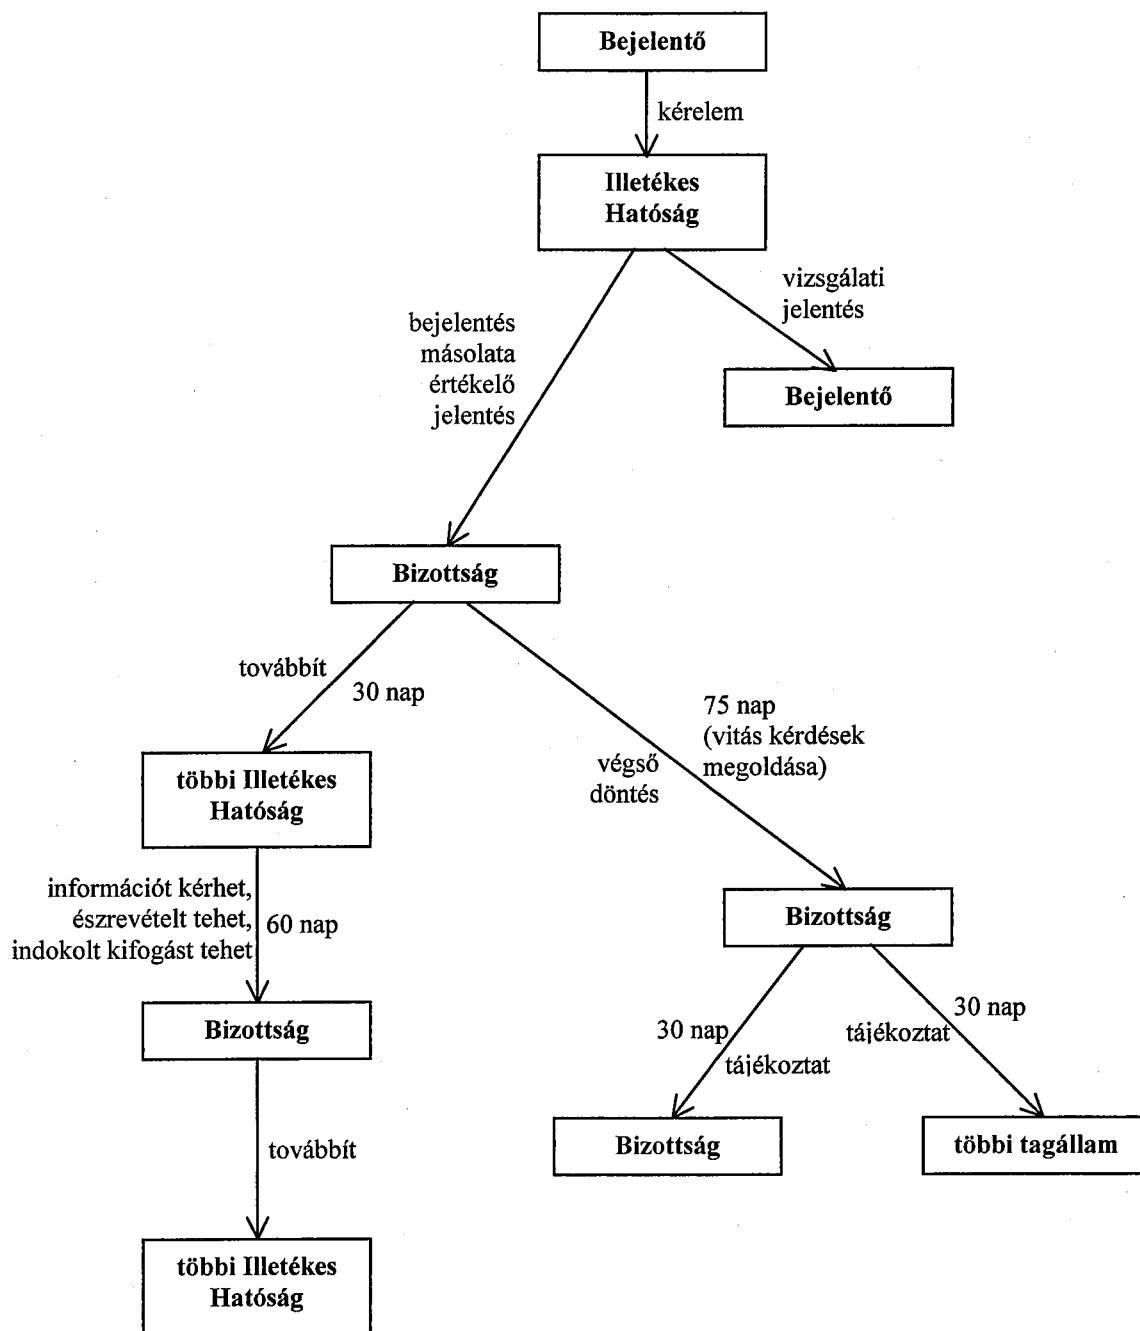 Bejelentő
kérelem
Illetékes
Hatóság
vizsgálati
jelentés
bejelentés
másolata
értékelő
jelentés
Bejelentő
Bizottság
továbbít
30 nap
75 nap
(vitás kérdések
megoldása)
végső
döntés
többi Illetékes
Hatóság
információt kérhet,
észrevételt tehet,
indokolt kifogást tehet
60 nap
Bizottság
Bizottság
30 nap
tájékoztat
30 nap
tájékoztat
Bizottság
többi tagállam
továbbít
többi Illetékes
Hatóság